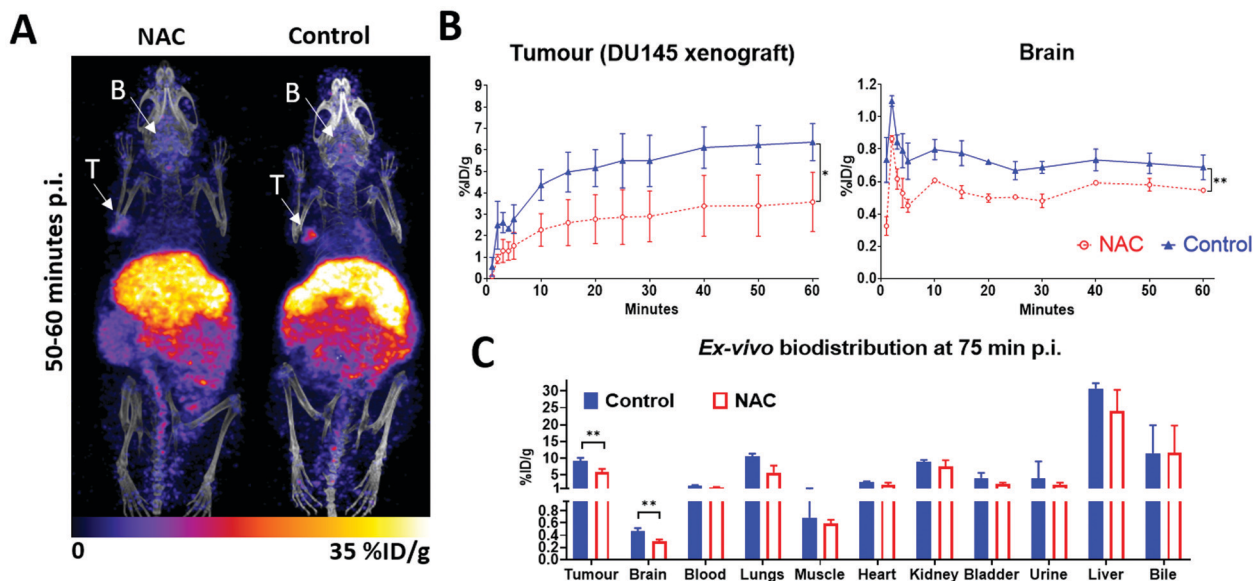 A
NAC
Control
B
B
T
T
50-60 minutes p.i.
0
35 %ID/g
B
Tumour (DU145 xenograft)
%ID/g
9
8
7
6
5
4
3
2
1
0
*
0
10
20
30
40
50
60
Minutes
Brain
%ID/g
1.2
1.0
0.8
0.6
0.4
0.2
0.0
**
NAC
Control
0
10
20
30
40
50
60
Minutes
C
Ex-vivo biodistribution at 75 min p.i.
Control
NAC
%ID/g
30
20
10
5
1
0.8
0.6
0.4
0.2
0.0
**
**
Tumour
Brain
Blood
Lungs
Muscle
Heart
Kidney
Bladder
Urine
Liver
Bile